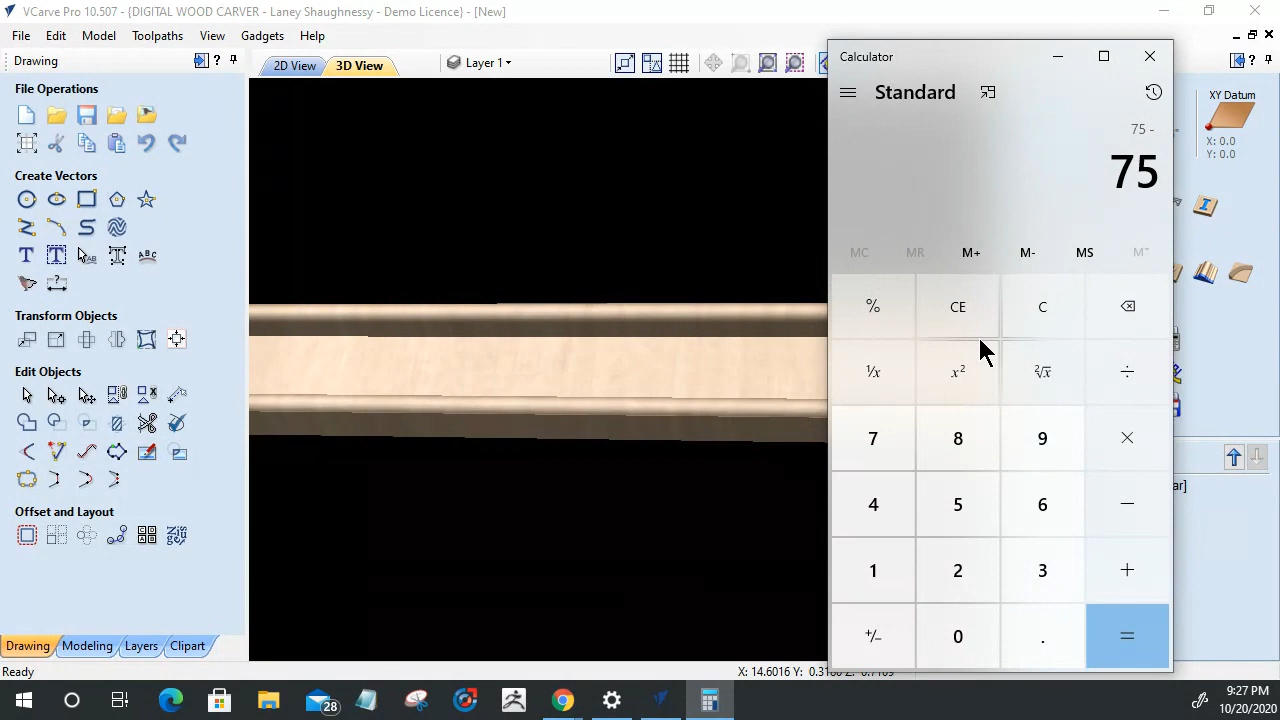 VCarve Pro 10.507 - {DIGITAL WOOD CARVER - Laney Shaughnessy - Demo Licence} - [New]
File Edit Model Toolpaths View Gadgets Help
Drawing
2D View 3D View Layer 1
File Operations
Create Vectors
Transform Objects
Edit Objects
Offset and Layout
Drawing Modeling Layers Clipart
Ready
Calculator
Standard
75 -
75
MC MR M+ M- MS
% CE C
1/x x² ²√x ÷
7 8 9 ×
4 5 6 −
1 2 3 +
+/− 0 . =
XY Datum
X: 0.0
Y: 0.0
ar]
X: 14.6016
28
9:27 PM
10/20/2020